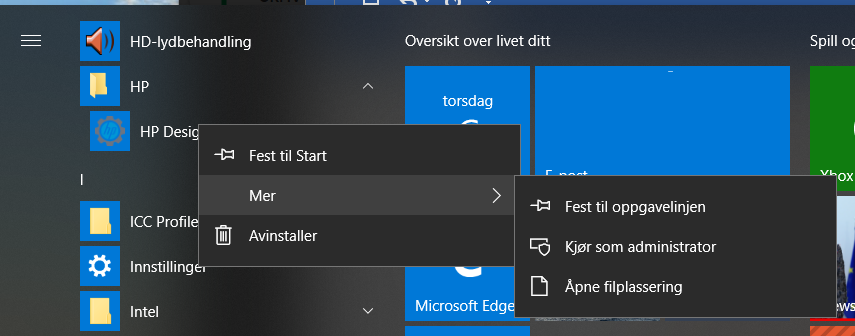 HD-lydbehandling
HP
HP Desig
I
ICC Profile
Innstillinger
Intel
Oversikt over livet ditt
Spill og
torsdag
E-post
Xbox
Microsoft Edge
ews
Fest til Start
Mer
Avinstaller
Fest til oppgavelinjen
Kjør som administrator
Åpne filplassering